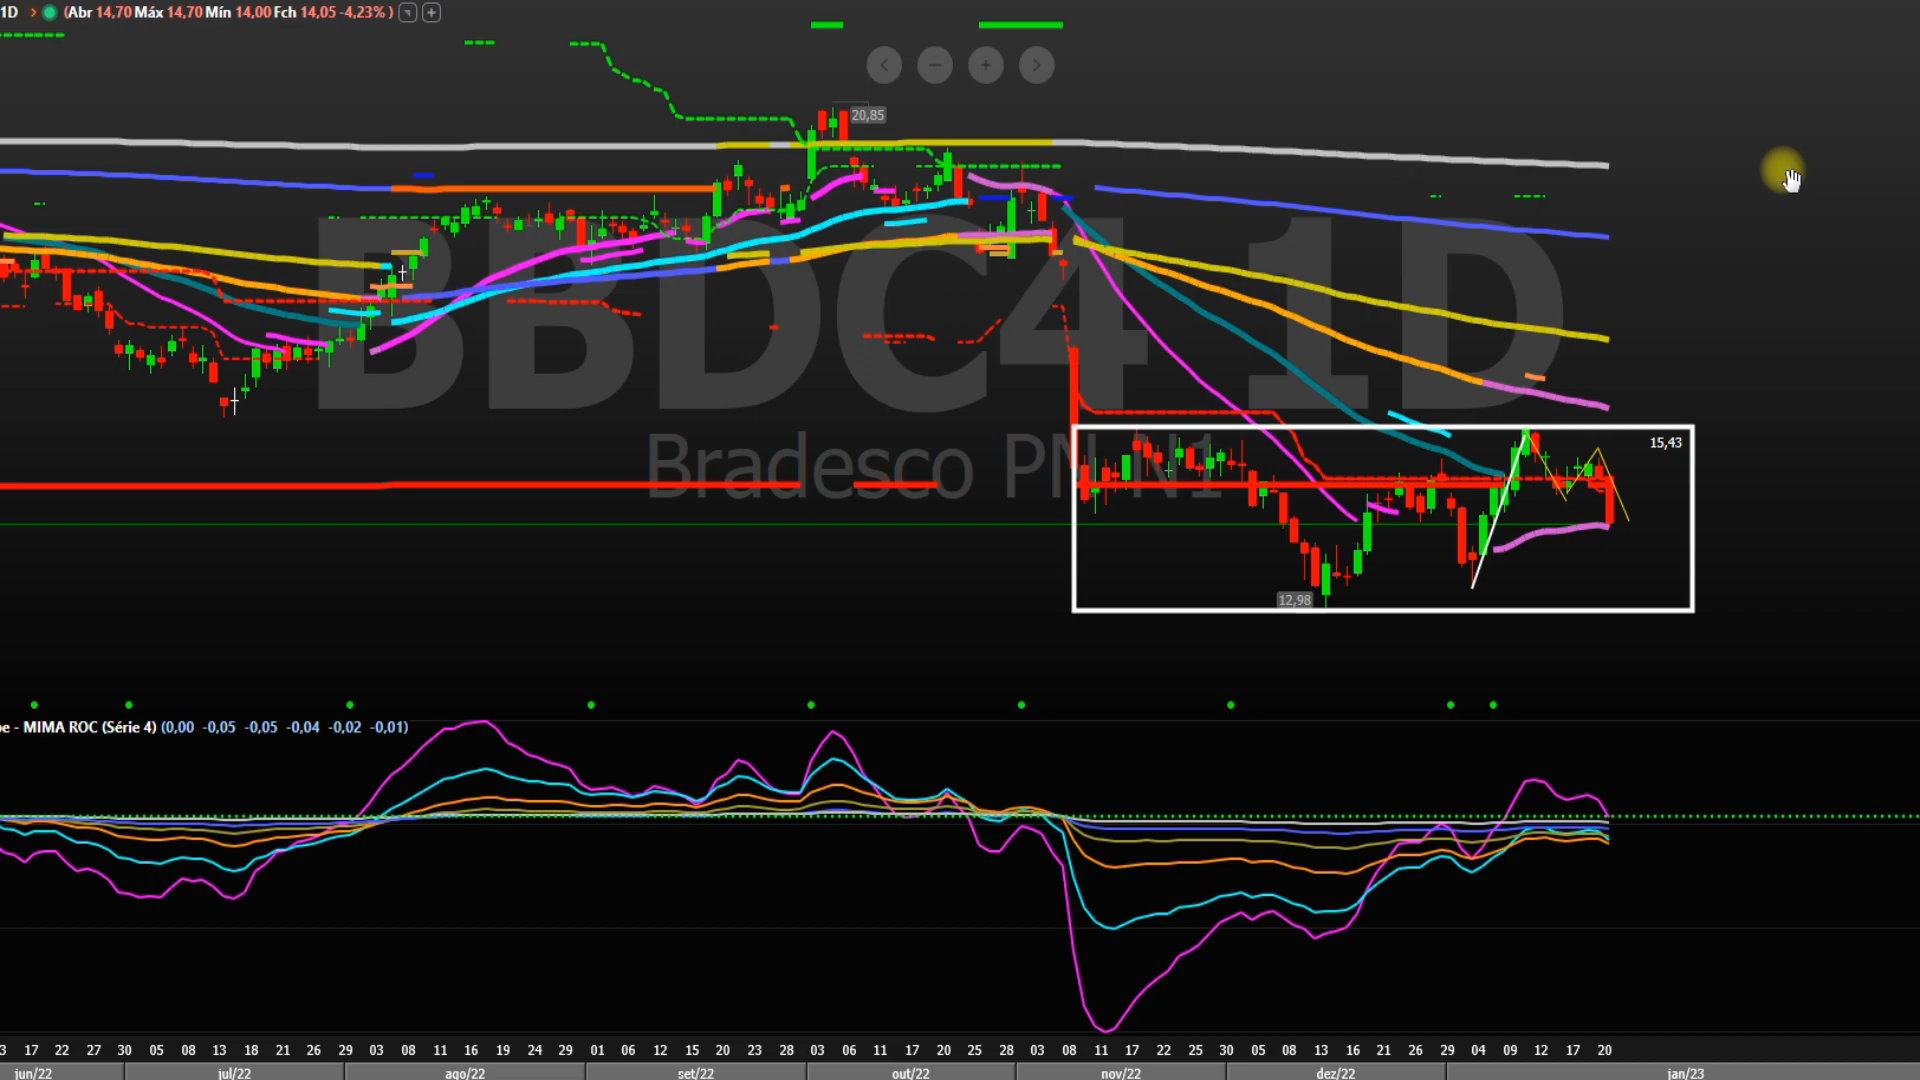 1D (Abr 14,70 Máx 14,70 Mín 14,00 Fch 14,05 -4,23% )
20,85
BBDC4 1D
Bradesco PN N1
15,43
12,98
pe - MIMA ROC (Série 4) (0,00 -0,05 -0,05 -0,04 -0,02 -0,01)
3 17 22 27 30 05 08 13 18 21 26 29 03 08 11 16 19 24 29 01 06 12 15 20 23 28 03 06 11 17 20 25 28 03 08 11 17 22 25 30 05 08 13 16 21 26 29 04 09 12 17 20
jun/22 jul/22 ago/22 set/22 out/22 nov/22 dez/22 jan/23